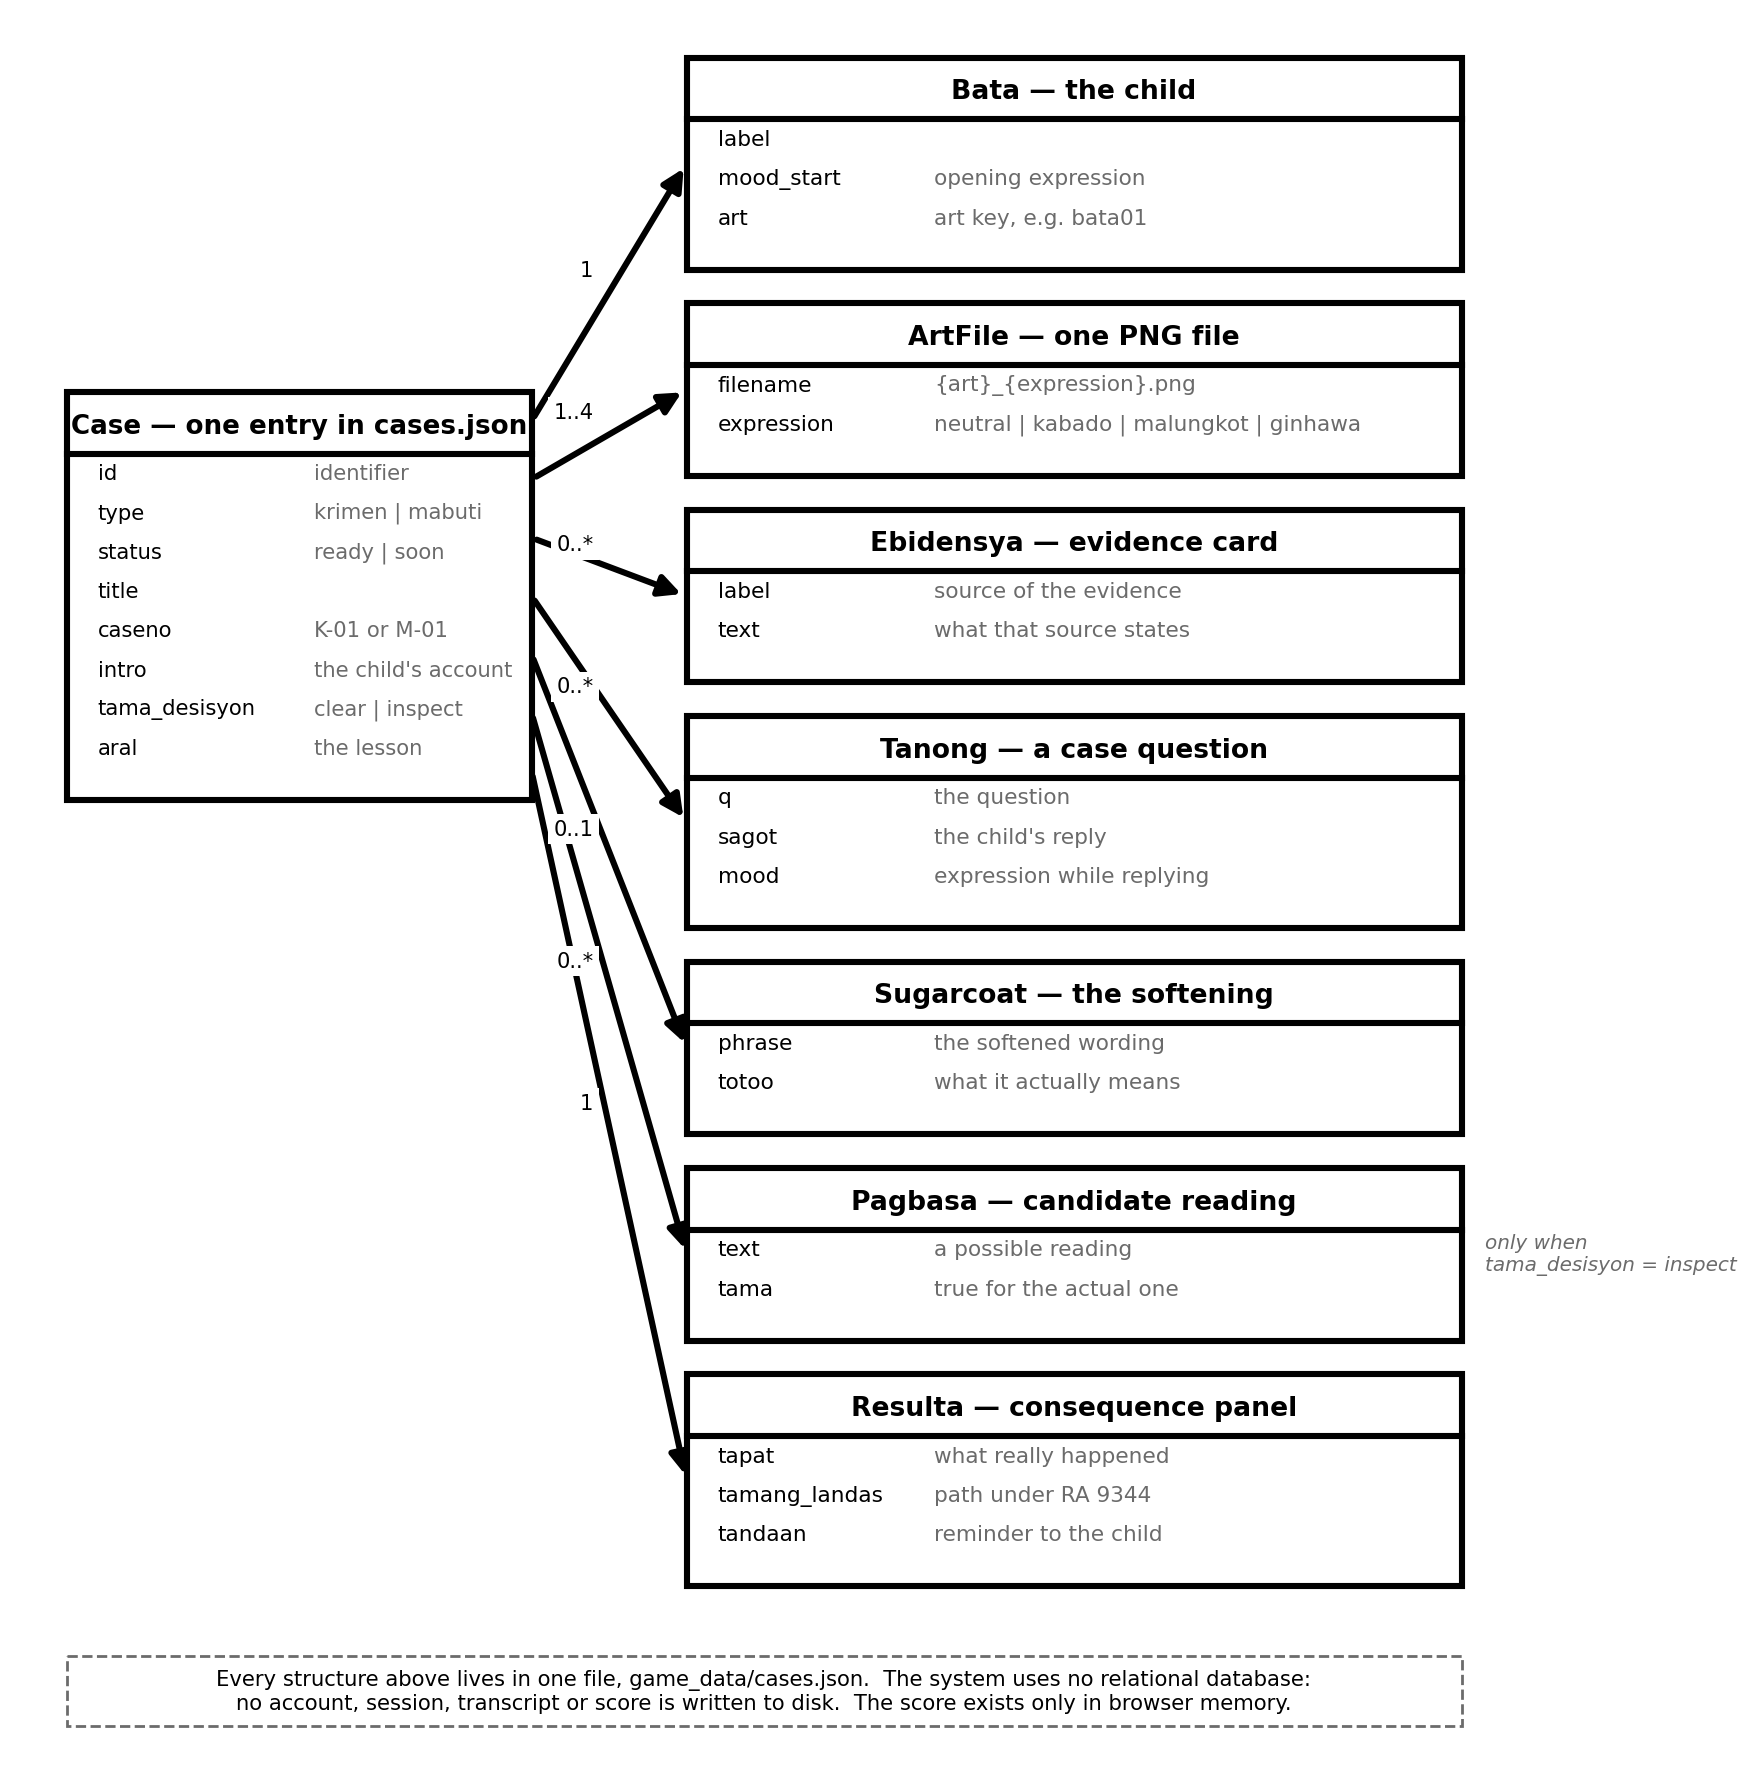 Bata — the child
label
mood_start opening expression
art art key, e.g. bata01
1
ArtFile — one PNG file
filename {art}_{expression}.png
expression neutral | kabado | malungkot | ginhawa
1..4
Case — one entry in cases.json
id identifier
type krimen | mabuti
status ready | soon
title
caseno K-01 or M-01
intro the child's account
tama_desisyon clear | inspect
aral the lesson
0..*
Ebidensya — evidence card
label source of the evidence
text what that source states
0..*
Tanong — a case question
q the question
sagot the child's reply
mood expression while replying
0..1
Sugarcoat — the softening
phrase the softened wording
totoo what it actually means
0..*
Pagbasa — candidate reading
text a possible reading
tama true for the actual one
only when
tama_desisyon = inspect
1
Resulta — consequence panel
tapat what really happened
tamang_landas path under RA 9344
tandaan reminder to the child
Every structure above lives in one file, game_data/cases.json. The system uses no relational database:
no account, session, transcript or score is written to disk. The score exists only in browser memory.